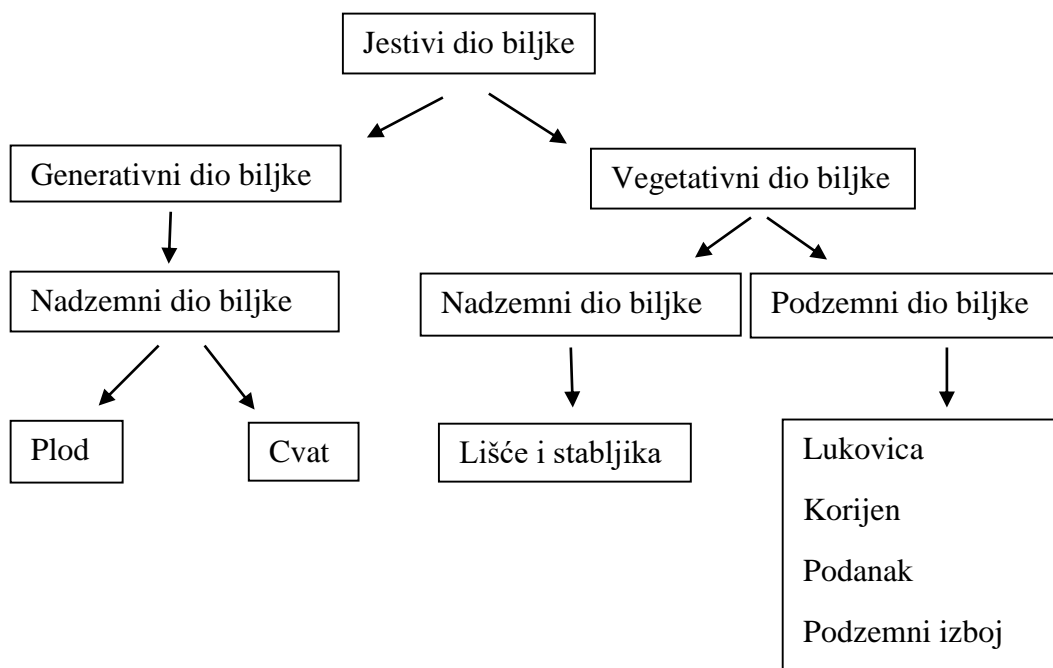 Jestivi dio biljke
Generativni dio biljke
Vegetativni dio biljke
Nadzemni dio biljke
Nadzemni dio biljke
Podzemni dio biljke
Plod
Cvat
Lišće i stabljika
Lukovica
Korijen
Podanak
Podzemni izboj